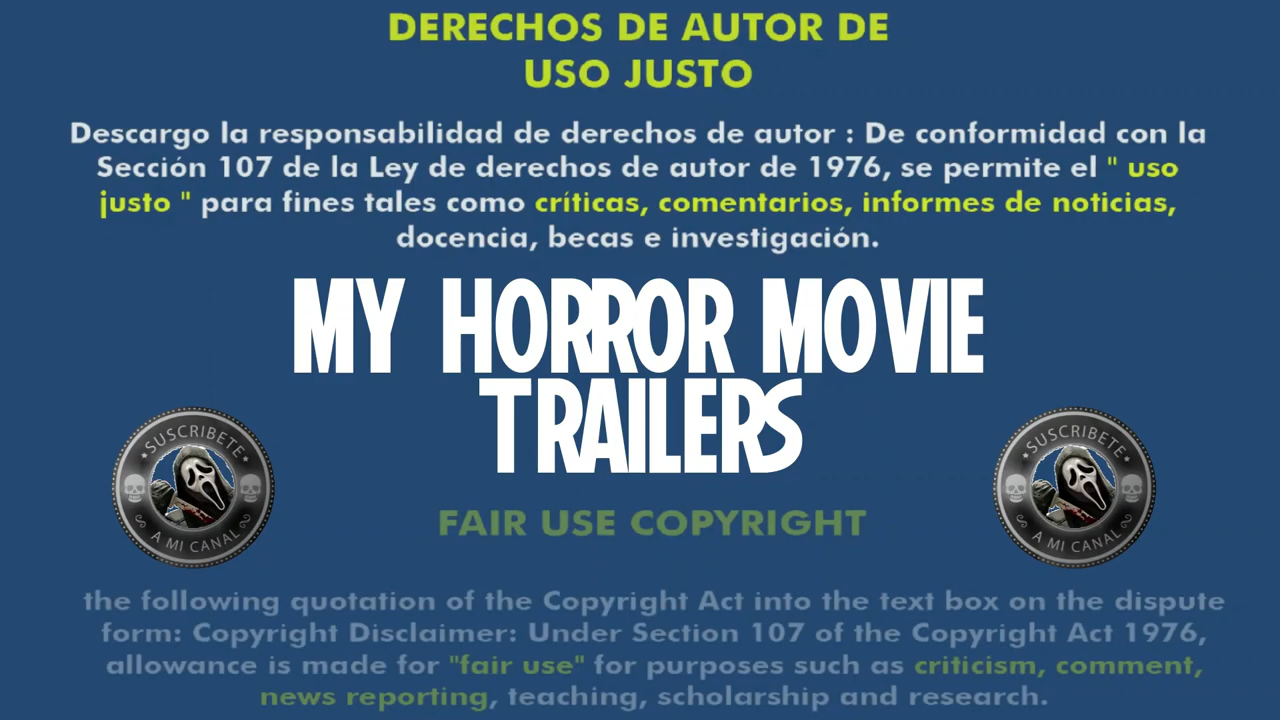 DERECHOS DE AUTOR DE
USO JUSTO
Descargo la responsabilidad de derechos de autor : De conformidad con la
Sección 107 de la Ley de derechos de autor de 1976, se permite el " uso
justo " para fines tales como críticas, comentarios, informes de noticias,
docencia, becas e investigación.
MY HORROR MOVIE
TRAILERS
SUSCRIBETE
A MI CANAL
SUSCRIBETE
A MI CANAL
FAIR USE COPYRIGHT
the following quotation of the Copyright Act into the text box on the dispute
form: Copyright Disclaimer: Under Section 107 of the Copyright Act 1976,
allowance is made for "fair use" for purposes such as criticism, comment,
news reporting, teaching, scholarship and research.